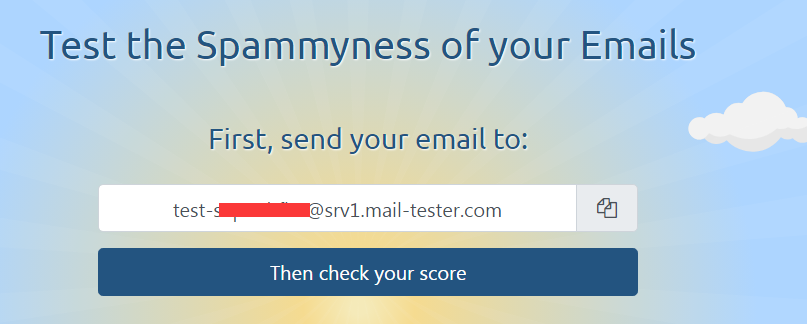 Test the Spammyness of your Emails
First, send your email to:
test-s @srv1.mail-tester.com
Then check your score